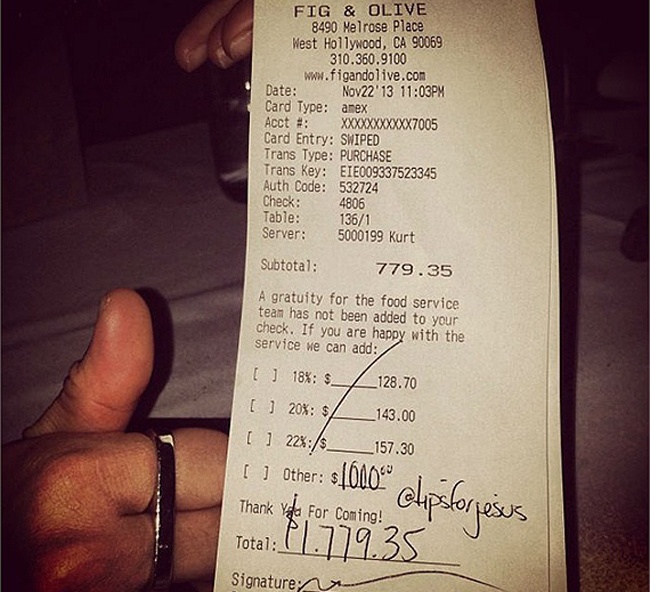 FIG & OLIVE
8490 Melrose Place
West Hollywood, CA 90069
310.360.9100
www.figandolive.com
Date: Nov22'13 11:03PM
Card Type: amex
Acct #: XXXXXXXXXXX7005
Card Entry: SWIPED
Trans Type: PURCHASE
Trans Key: EIE009337523345
Auth Code: 532724
Check: 4806
Table: 136/1
Server: 5000199 Kurt
Subtotal: 779.35
A gratuity for the food service
team has not been added to your
check. If you are happy with the
service we can add:
[ ] 18%: $____128.70
[ ] 20%: $____143.00
[ ] 22%: $____157.30
[ ] Other: $1000.00
@tipsforjesus
Thank You For Coming!
Total: $1,779.35
Signature: